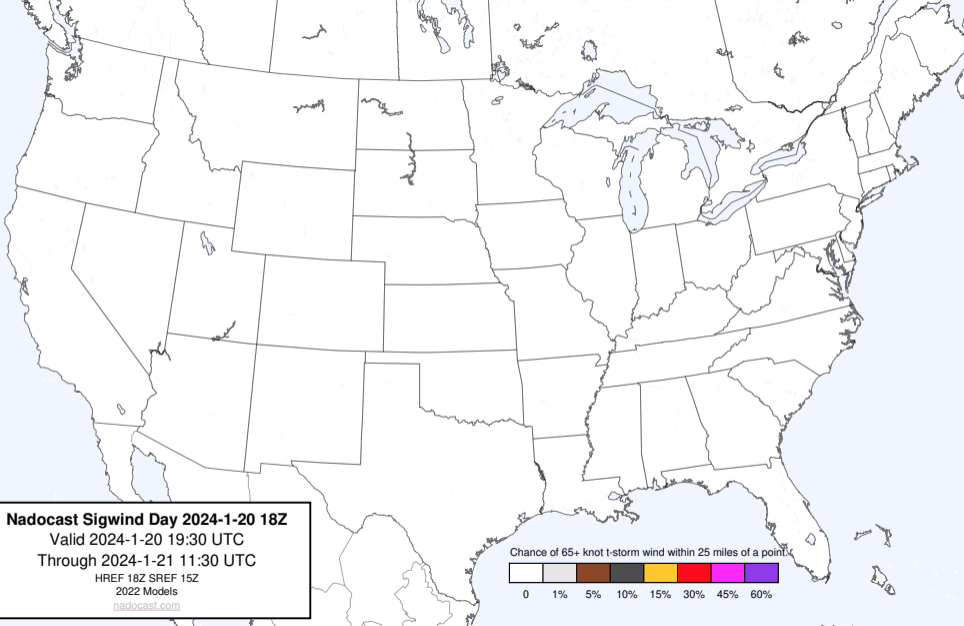 Nadocast Sigwind Day 2024-1-20 18Z
Valid 2024-1-20 19:30 UTC
Through 2024-1-21 11:30 UTC
HREF 18Z SREF 15Z
2022 Models
nadocast.com
Chance of 65+ knot t-storm wind within 25 miles of a point.
0 1% 5% 10% 15% 30% 45% 60%